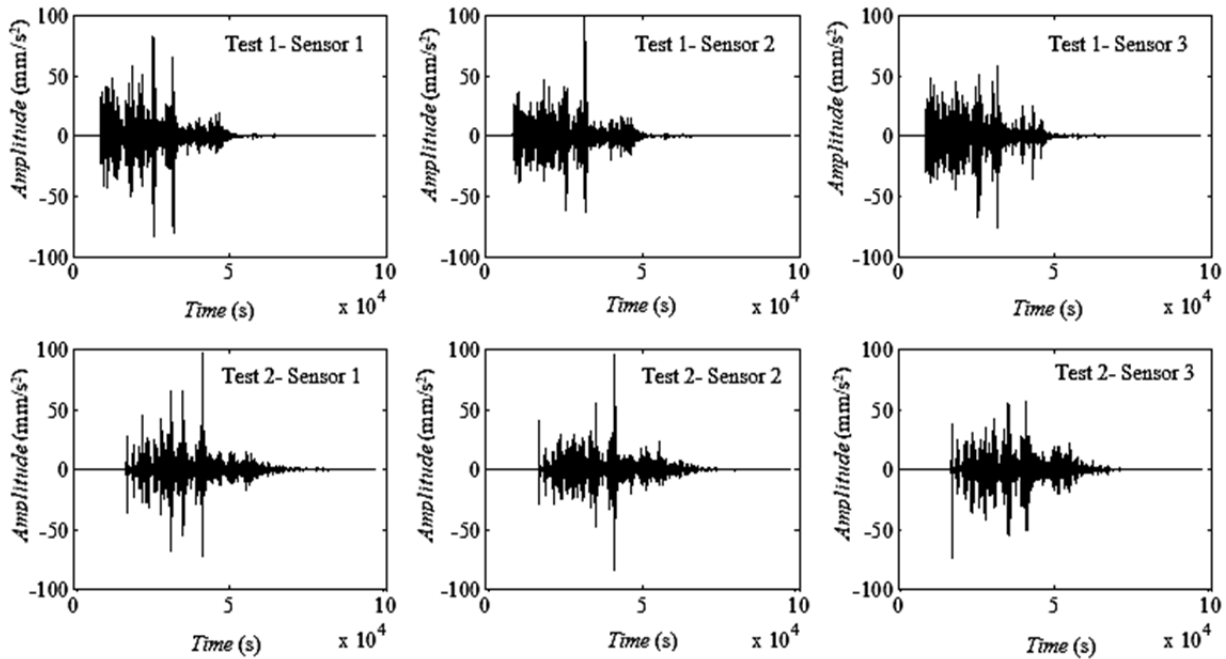 100
50
0
-50
-100
Amplitude (mm/s²)
Test 1- Sensor 1
0 5 10
Time (s) x 10⁴
100
50
0
-50
-100
Amplitude (mm/s²)
Test 1- Sensor 2
0 5 10
Time (s) x 10⁴
100
50
0
-50
-100
Amplitude (mm/s²)
Test 1- Sensor 3
0 5 10
Time (s) x 10⁴
100
50
0
-50
-100
Amplitude (mm/s²)
Test 2- Sensor 1
0 5 10
Time (s) x 10⁴
100
50
0
-50
-100
Amplitude (mm/s²)
Test 2- Sensor 2
0 5 10
Time (s) x 10⁴
100
50
0
-50
-100
Amplitude (mm/s²)
Test 2- Sensor 3
0 5 10
Time (s) x 10⁴